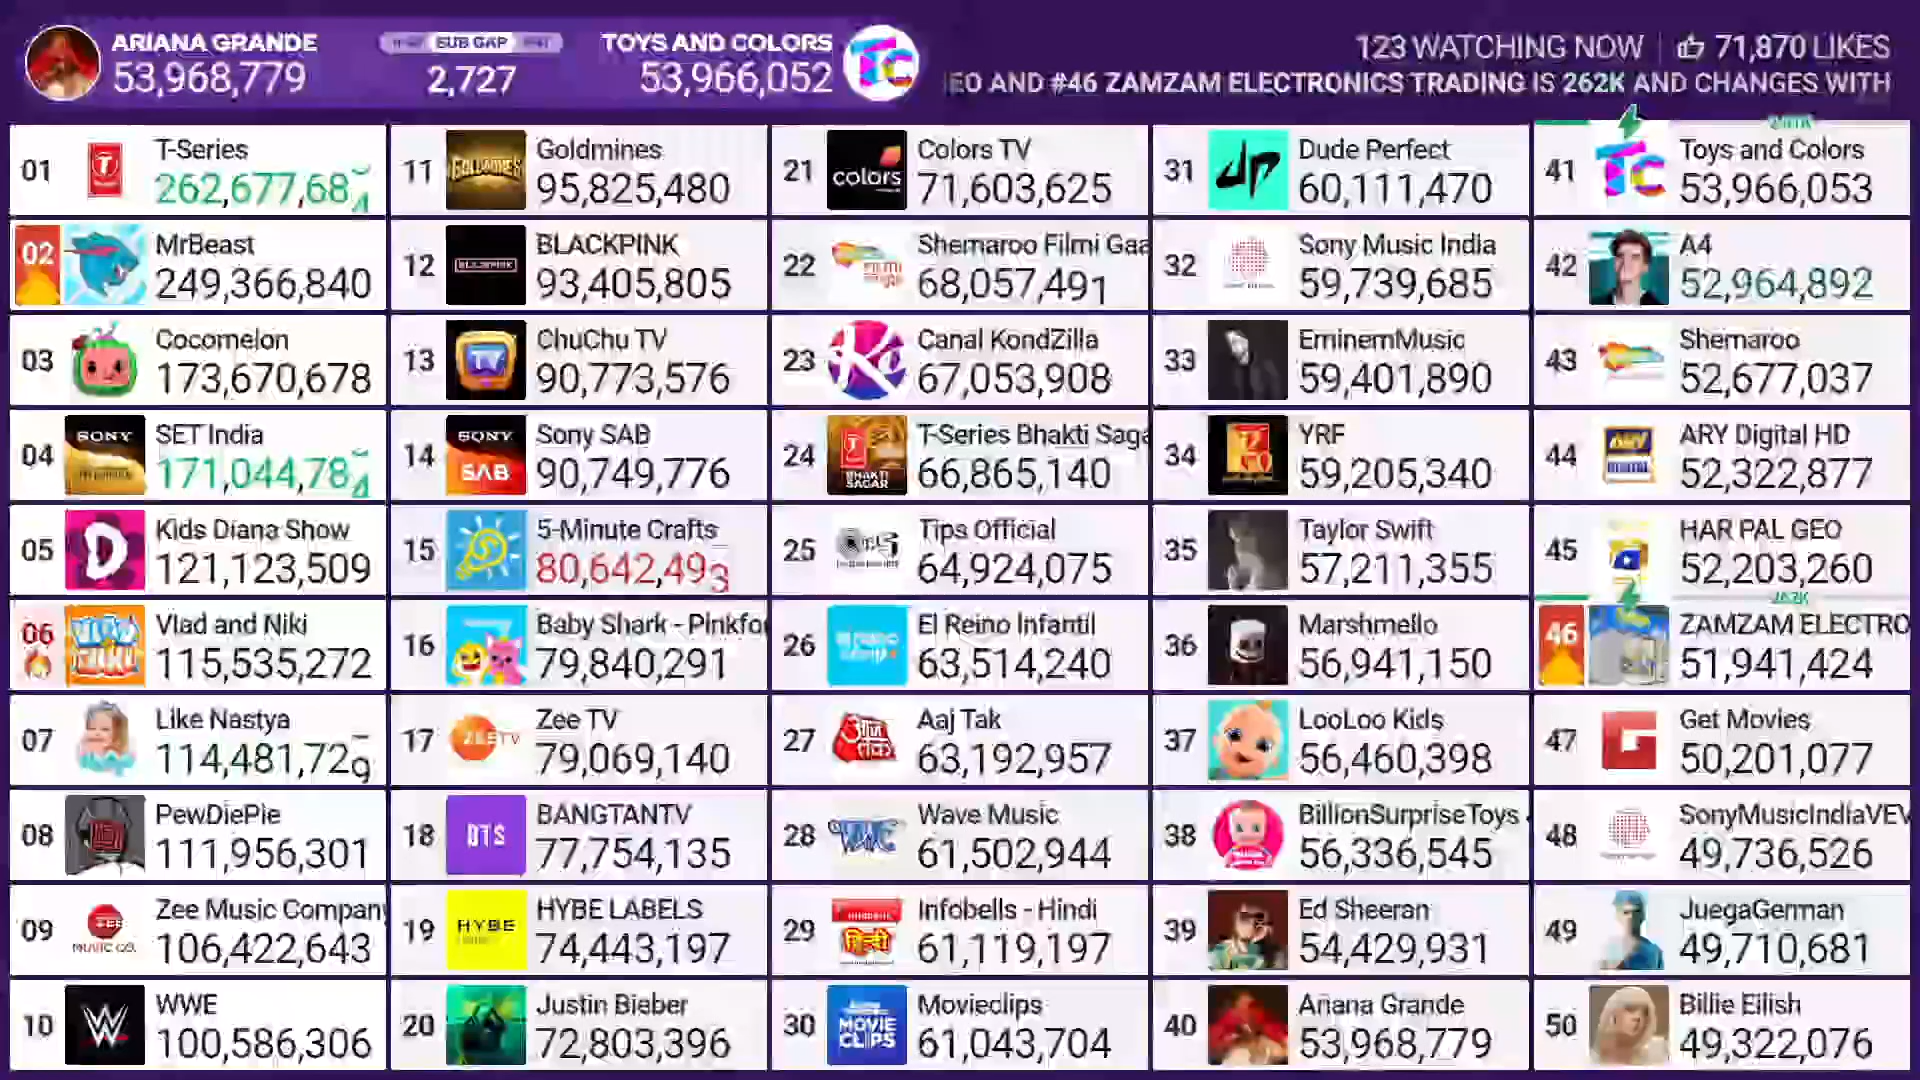 ARIANA GRANDE
53,968,779
SUB GAP
2,727
TOYS AND COLORS
53,966,052
123 WATCHING NOW
71,870 LIKES
AND #46 ZAMZAM ELECTRONICS TRADING IS 262K AND CHANGES WITH
01 T-Series
262,677,68
02 MrBeast
249,366,840
03 Cocomelon
173,670,678
04 SET India
171,044,78
05 Kids Diana Show
121,123,509
06 Vlad and Niki
115,535,272
07 Like Nastya
114,481,729
08 PewDiePie
111,956,301
09 Zee Music Company
106,422,643
10 WWE
100,586,306
11 Goldmines
95,825,480
12 BLACKPINK
93,405,805
13 ChuChu TV
90,773,576
14 Sony SAB
90,749,776
15 5-Minute Crafts
80,642,493
16 Baby Shark - Pinkfo
79,840,291
17 Zee TV
79,069,140
18 BANGTANTV
77,754,135
19 HYBE LABELS
74,443,197
20 Justin Bieber
72,803,396
21 Colors TV
71,603,625
22 Shemaroo Filmi Gaa
68,057,491
23 Canal KondZilla
67,053,908
24 T-Series Bhakti Saga
66,865,140
25 Tips Official
64,924,075
26 El Reino Infantil
63,514,240
27 Aaj Tak
63,192,957
28 Wave Music
61,502,944
29 Infobells - Hindi
61,119,197
30 Movieclips
61,043,704
31 Dude Perfect
60,111,470
32 Sony Music India
59,739,685
33 EminemMusic
59,401,890
34 YRF
59,205,340
35 Taylor Swift
57,211,355
36 Marshmello
56,941,150
37 LooLoo Kids
56,460,398
38 BillionSurpriseToys
56,336,545
39 Ed Sheeran
54,429,931
40 Ariana Grande
53,968,779
41 Toys and Colors
53,966,053
42 A4
52,964,892
43 Shemaroo
52,677,037
44 ARY Digital HD
52,322,877
45 HAR PAL GEO
52,203,260
262K
46 ZAMZAM ELECTRO
51,941,424
47 Get Movies
50,201,077
48 SonyMusicIndiaVEV
49,736,526
49 JuegaGerman
49,710,681
50 Billie Eilish
49,322,076